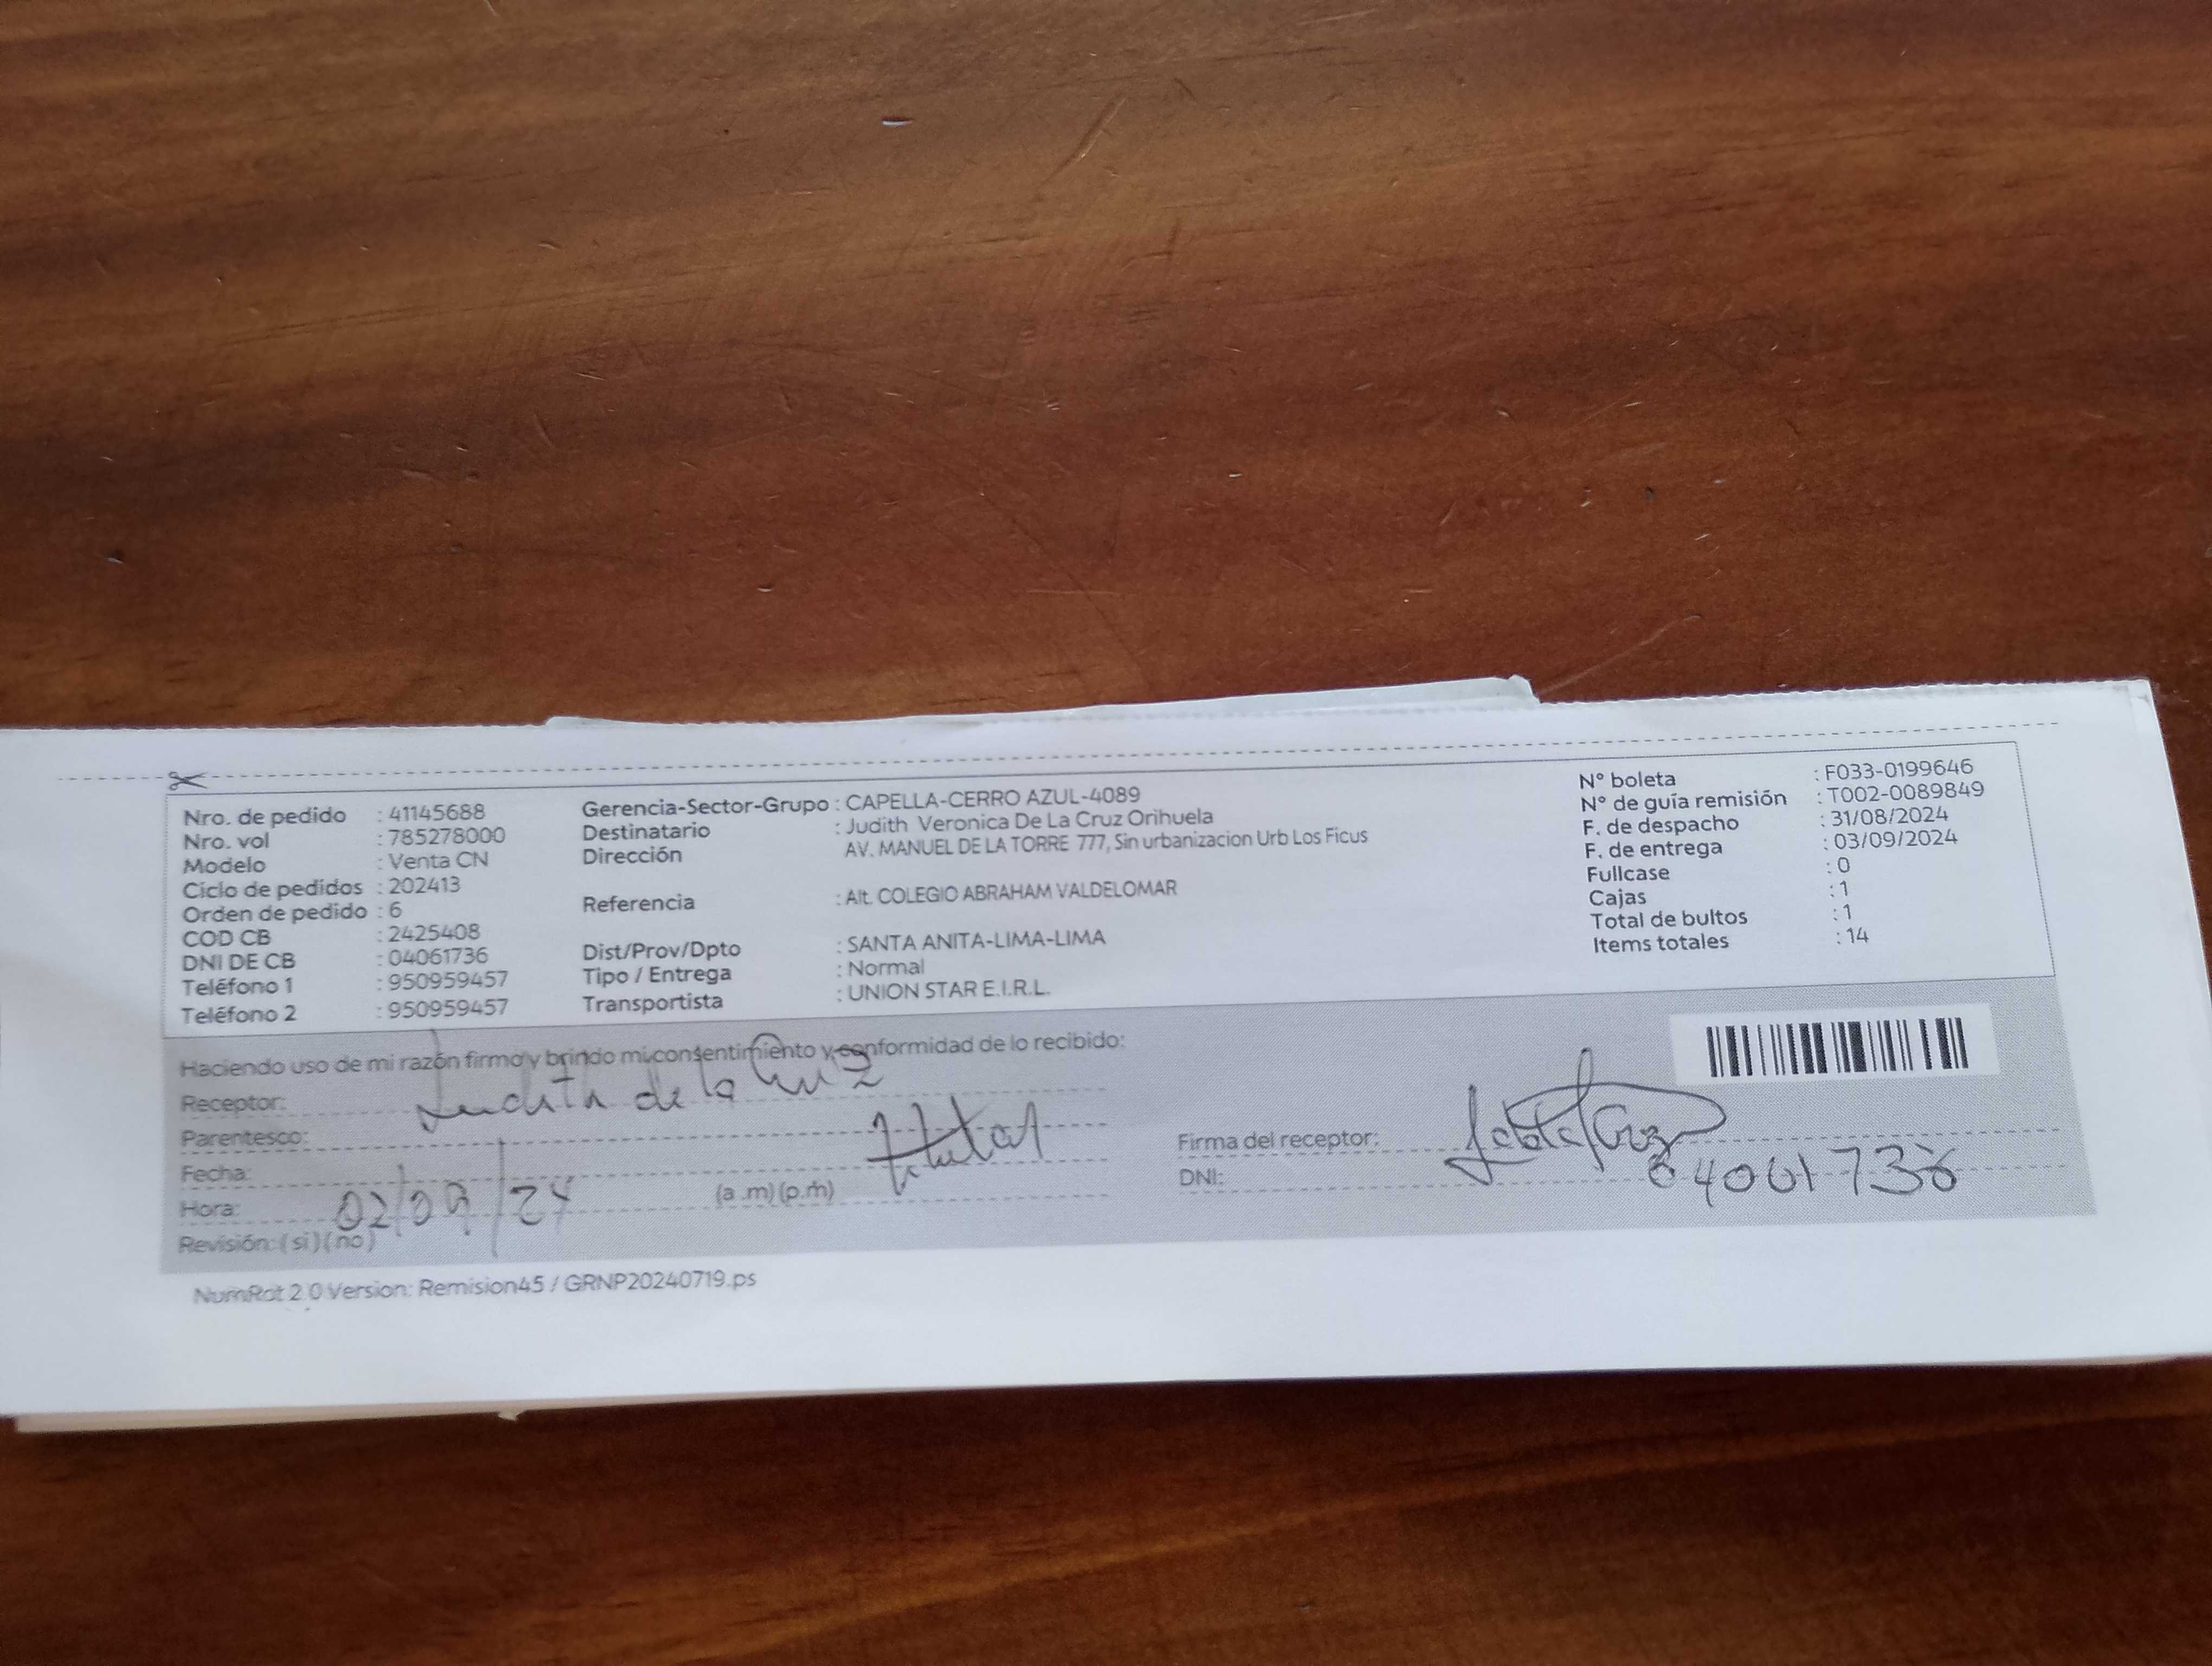 Nro. de pedido : 41145688
Nro. vol : 785278000
Modelo : Venta CN
Ciclo de pedidos : 202413
Orden de pedido : 6
COD CB : 2425408
DNI DE CB : 04061736
Teléfono 1 : 950959457
Teléfono 2 : 950959457
Gerencia-Sector-Grupo : CAPELLA-CERRO AZUL-4089
Destinatario : Judith Veronica De La Cruz Orihuela
Dirección AV. MANUEL DE LA TORRE 777, Sin urbanizacion Urb Los Ficus
Referencia : Alt. COLEGIO ABRAHAM VALDELOMAR
Dist/Prov/Dpto : SANTA ANITA-LIMA-LIMA
Tipo / Entrega : Normal
Transportista : UNION STAR E.I.R.L.
N° boleta : F033-0199646
N° de guía remisión : T002-0089849
F. de despacho : 31/08/2024
F. de entrega : 03/09/2024
Fullcase : 0
Cajas : 1
Total de bultos : 1
Items totales : 14
Haciendo uso de mi razón firmo y brindo mi consentimiento y conformidad de lo recibido:
Receptor: Judith de la Cruz
Parentesco: titular
Fecha: 02/09/24
Hora: (a.m)(p.m)
Revisión: (si)(no)
Firma del receptor:
DNI: 04061736
NumRot 2.0 Version: Remision45 / GRNP20240719.ps